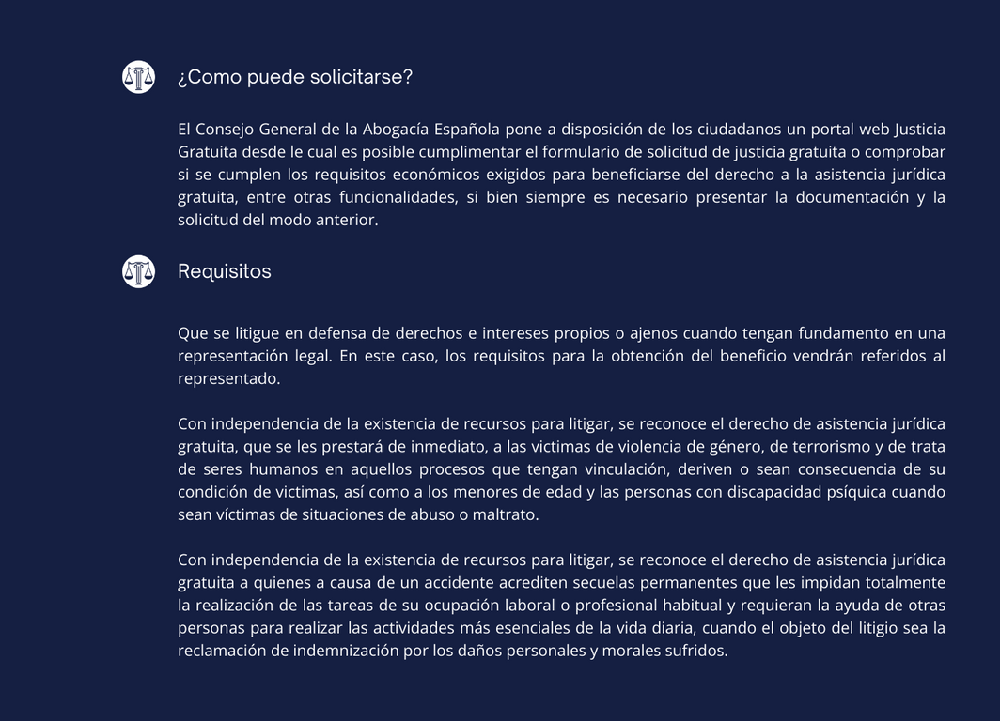 ¿Como puede solicitarse?
El Consejo General de la Abogacía Española pone a disposición de los ciudadanos un portal web Justicia
Gratuita desde le cual es posible cumplimentar el formulario de solicitud de justicia gratuita o comprobar
si se cumplen los requisitos económicos exigidos para beneficiarse del derecho a la asistencia jurídica
gratuita, entre otras funcionalidades, si bien siempre es necesario presentar la documentación y la
solicitud del modo anterior.
Requisitos
Que se litigue en defensa de derechos e intereses propios o ajenos cuando tengan fundamento en una
representación legal. En este caso, los requisitos para la obtención del beneficio vendrán referidos al
representado.
Con independencia de la existencia de recursos para litigar, se reconoce el derecho de asistencia jurídica
gratuita, que se les prestará de inmediato, a las victimas de violencia de género, de terrorismo y de trata
de seres humanos en aquellos procesos que tengan vinculación, deriven o sean consecuencia de su
condición de victimas, así como a los menores de edad y las personas con discapacidad psíquica cuando
sean víctimas de situaciones de abuso o maltrato.
Con independencia de la existencia de recursos para litigar, se reconoce el derecho de asistencia jurídica
gratuita a quienes a causa de un accidente acrediten secuelas permanentes que les impidan totalmente
la realización de las tareas de su ocupación laboral o profesional habitual y requieran la ayuda de otras
personas para realizar las actividades más esenciales de la vida diaria, cuando el objeto del litigio sea la
reclamación de indemnización por los daños personales y morales sufridos.